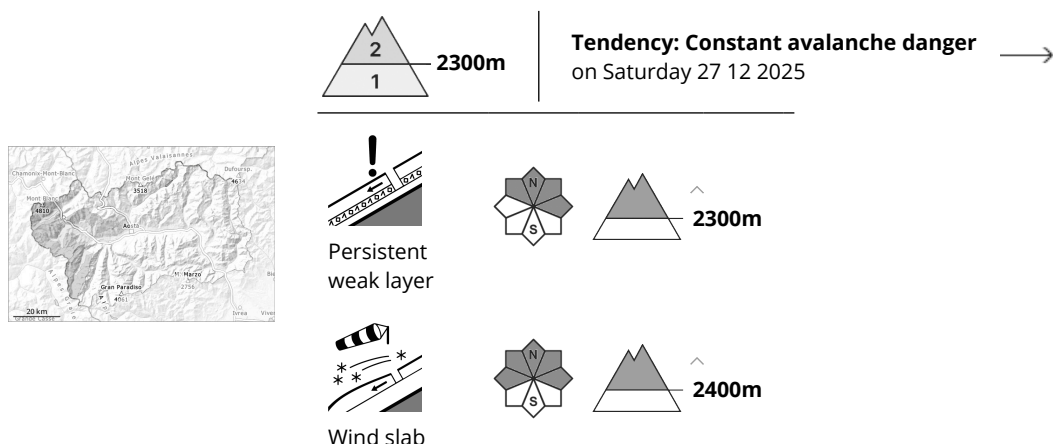 2
1
2300m
Tendency: Constant avalanche danger
on Saturday 27 12 2025
Alpes Valaisannes
Chamonix-Mont-Blanc
Mont Gelé
3518
Dufoursp.
Mont Blanc
4810
Aosta
Gran Paradiso
4061
Marzo
2756
Ivrea
20 km
Grande Casse
N
S
2300m
Persistent
weak layer
N
S
2400m
Wind slab